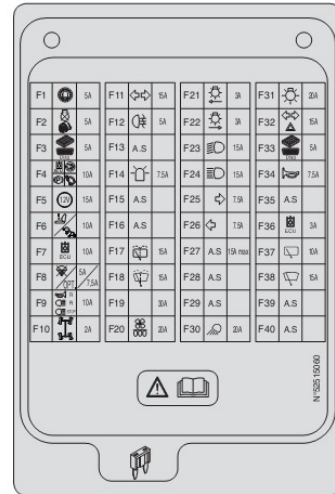 F1 5A F11 15A F21 3A F31 20A
F2 5A F12 5A F22 3A F32 15A
F3 DIAG 5A F13 A.S F23 15A F33 DIAG 5A
F4 10A F14 7.5A F24 15A F34 7.5A
F5 12V 15A F15 A.S F25 7.5A F35 A.S
F6 10A F16 A.S F26 7.5A F36 ECU 3A
F7 ECU 10A F17 15A F27 A.S 15A max F37 10A
F8 OPT 5A 7.5A F18 15A F28 A.S F38 15A
F9 10A F19 30A F29 A.S F39 A.S
F10 2A F20 20A F30 20A F40 A.S
N°52515060